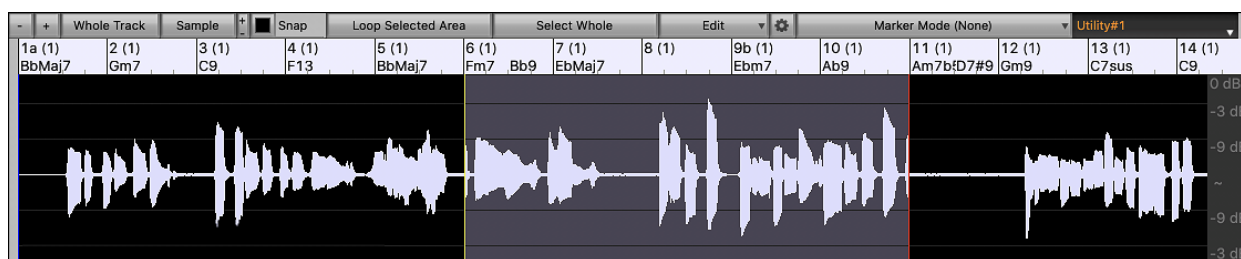 - + Whole Track Sample + - Snap Loop Selected Area Select Whole Edit Marker Mode (None) Utility#1
1a (1) 2 (1) 3 (1) 4 (1) 5 (1) 6 (1) 7 (1) 8 (1) 9b (1) 10 (1) 11 (1) 12 (1) 13 (1) 14 (1)
BbMaj7 Gm7 C9 F13 BbMaj7 Fm7 Bb9 EbMaj7 Ebm7 Ab9 Am7b5 D7#9 Gm9 C7sus C9
0 dB
-3 dB
-9 dB
~
-9 dB
-3 dB